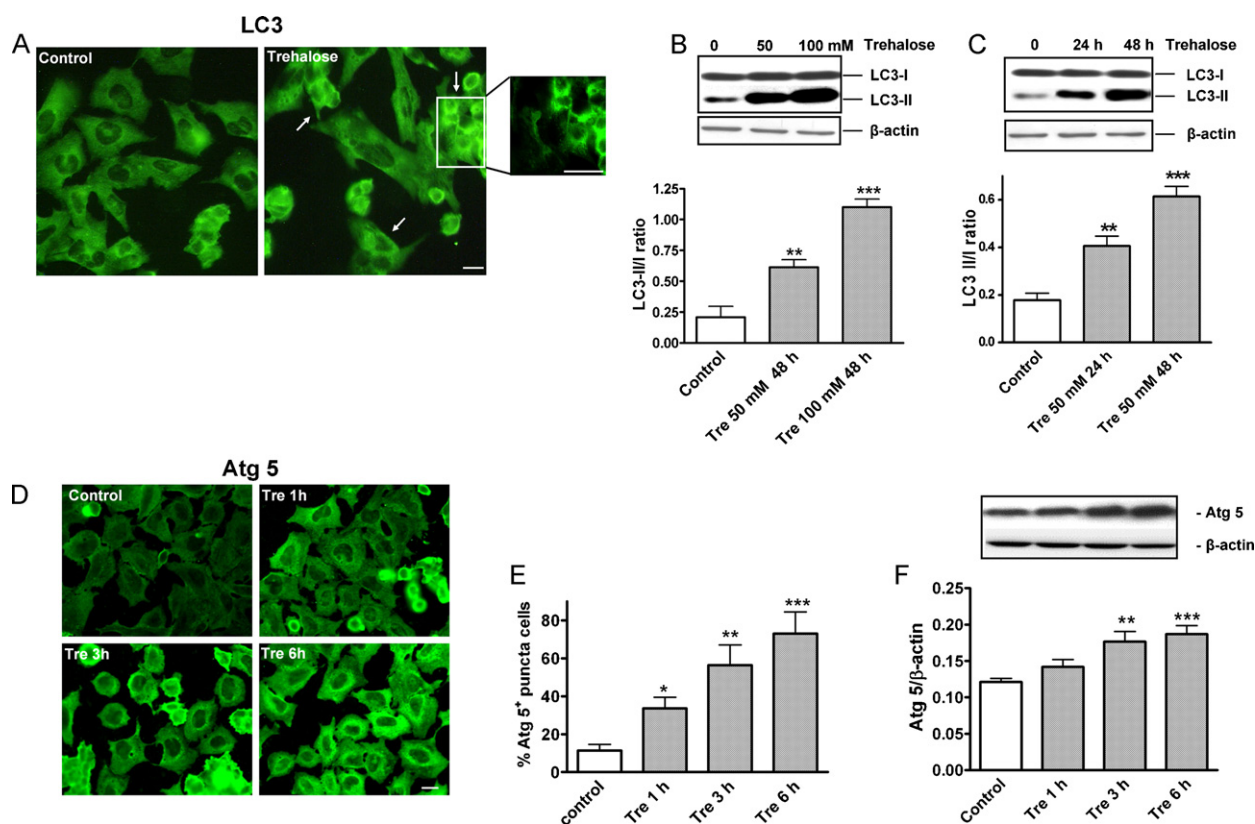 LC3
A
Control
Trehalose
B
0 50 100 mM Trehalose
LC3-I
LC3-II
β-actin
LC3-II/I ratio
1.25
1.00
0.75
0.50
0.25
0.00
**
***
Control
Tre 50 mM 48 h
Tre 100 mM 48 h
C
0 24 h 48 h Trehalose
LC3-I
LC3-II
β-actin
LC3 II/I ratio
0.6
0.4
0.2
0.0
**
***
Control
Tre 50 mM 24 h
Tre 50 mM 48 h
Atg 5
D
Control
Tre 1h
Tre 3h
Tre 6h
E
% Atg 5⁺ puncta cells
80
60
40
20
0
*
**
***
control
Tre 1 h
Tre 3 h
Tre 6 h
- Atg 5
- β-actin
F
Atg 5/β-actin
0.25
0.20
0.15
0.10
0.05
0.00
**
***
Control
Tre 1 h
Tre 3 h
Tre 6 h